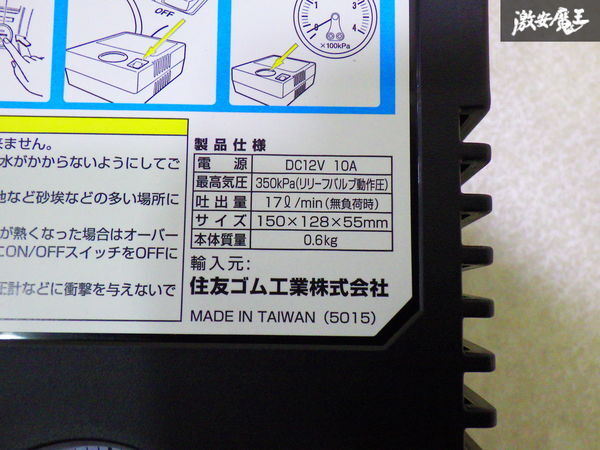 激安魔王
OFF
0
3
4
×100kPa
来ません。
水がかからないようにしてご
地など砂埃などの多い場所に
が熱くなった場合はオーバー
ON/OFFスイッチをOFFに
圧計などに衝撃を与えないで
製品仕様
電源 DC12V 10A
最高気圧 350kPa(リリーフバルブ動作圧)
吐出量 17ℓ/min(無負荷時)
サイズ 150×128×55mm
本体質量 0.6kg
輸入元:
住友ゴム工業株式会社
MADE IN TAIWAN (5015)